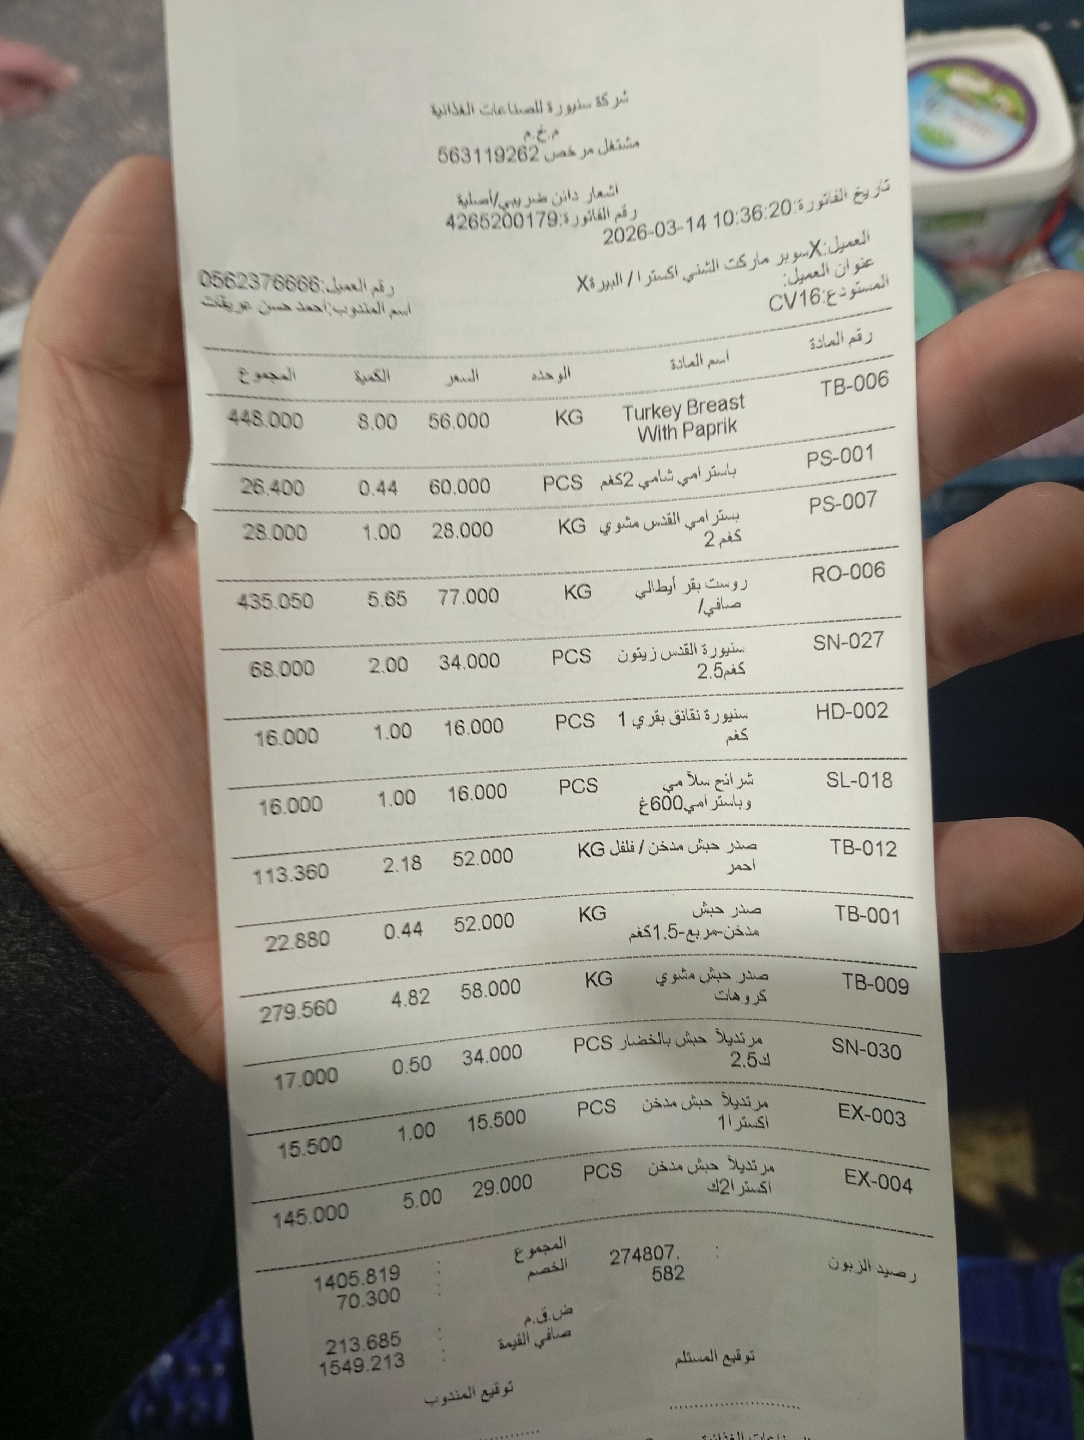 شركة سنيورة للصناعات الغذائية
م.خ.م
مشتغل مرخص 563119262
اشعار دائن ضريبي/أصلية
رقم الفاتورة:4265200179
تاريخ الفاتورة:2026-03-14 10:36:20
العميل:Xسوبر ماركت الشني اكسترا / البيرةX
رقم العميل:0562376666
عنوان العميل:
اسم المندوب:احمد حسن عريقات
المستودع:CV16
رقم المادة اسم المادة الوحده السعر الكمية المجموع
TB-006 Turkey Breast KG 56.000 8.00 448.000
With Paprik
PS-001 باسترامي شامي 2كغم PCS 60.000 0.44 26.400
PS-007 بسترامي القدس مشوي KG 28.000 1.00 28.000
2 كغم
RO-006 روست بقر أيطالي KG 77.000 5.65 435.050
صافي/
SN-027 سنيورة القدس زيتون PCS 34.000 2.00 68.000
2.5كغم
HD-002 سنيورة نقانق بقري 1 PCS 16.000 1.00 16.000
كغم
SL-018 شرائح سلامي PCS 16.000 1.00 16.000
وباسترامي600غ
TB-012 صدر حبش مدخن / فلفل KG 52.000 2.18 113.360
احمر
TB-001 صدر حبش KG 52.000 0.44 22.880
مدخن-مربع-1.5كغم
TB-009 صدر حبش مشوي KG 58.000 4.82 279.560
كروهات
SN-030 مرتديلا حبش بالخضار PCS 34.000 0.50 17.000
2.5ك
EX-003 مرتديلا حبش مدخن PCS 15.500 1.00 15.500
اكسترا1
EX-004 مرتديلا حبش مدخن PCS 29.000 5.00 145.000
اكسترا2ك
رصيد الزبون : 274807.
582
المجموع : 1405.819
الخصم : 70.300
ض.ق.م : 213.685
صافي القيمة : 1549.213
توقيع المستلم
توقيع المندوب